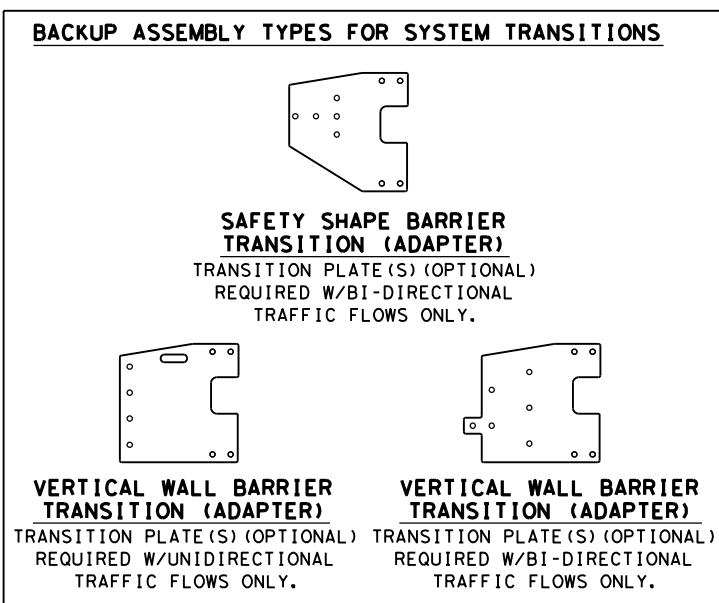 BACKUP ASSEMBLY TYPES FOR SYSTEM TRANSITIONS
SAFETY SHAPE BARRIER
TRANSITION (ADAPTER)
TRANSITION PLATE(S) (OPTIONAL)
REQUIRED W/BI-DIRECTIONAL
TRAFFIC FLOWS ONLY.
VERTICAL WALL BARRIER
TRANSITION (ADAPTER)
TRANSITION PLATE(S) (OPTIONAL)
REQUIRED W/UNIDIRECTIONAL
TRAFFIC FLOWS ONLY.
VERTICAL WALL BARRIER
TRANSITION (ADAPTER)
TRANSITION PLATE(S) (OPTIONAL)
REQUIRED W/BI-DIRECTIONAL
TRAFFIC FLOWS ONLY.